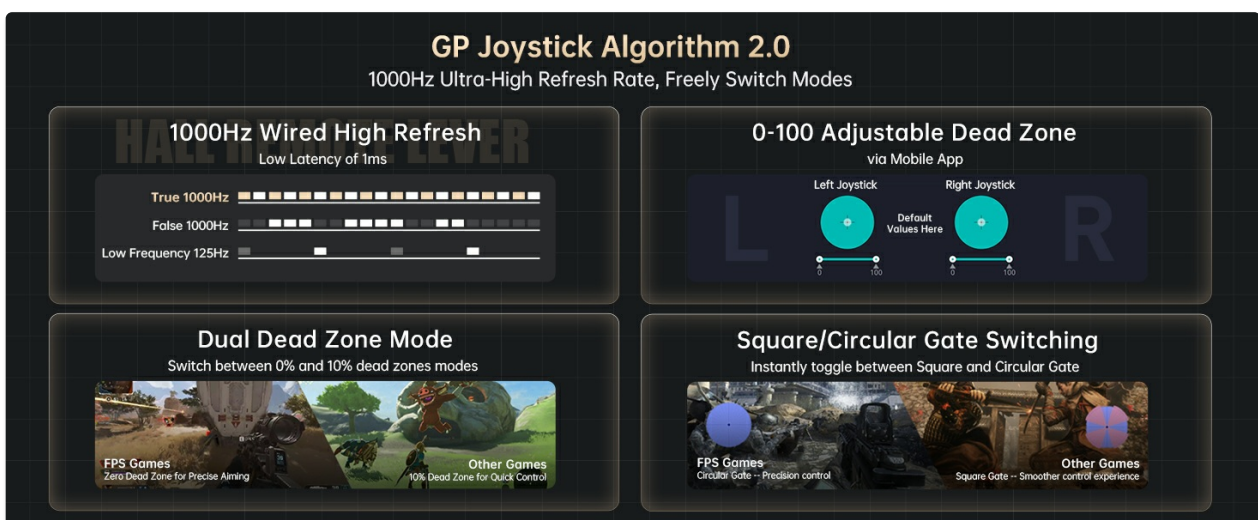 GP Joystick Algorithm 2.0
1000Hz Ultra-High Refresh Rate, Freely Switch Modes
HALL REMOTE LEVER
1000Hz Wired High Refresh
Low Latency of 1ms
True 1000Hz
False 1000Hz
Low Frequency 125Hz
0-100 Adjustable Dead Zone
via Mobile App
Left Joystick
Right Joystick
L
Default
Values Here
R
0
100
0
100
Dual Dead Zone Mode
Switch between 0% and 10% dead zones modes
FPS Games
Zero Dead Zone for Precise Aiming
Other Games
10% Dead Zone for Quick Control
Square/Circular Gate Switching
Instantly toggle between Square and Circular Gate
FPS Games
Circular Gate -- Precision control
Other Games
Square Gate -- Smoother control experience